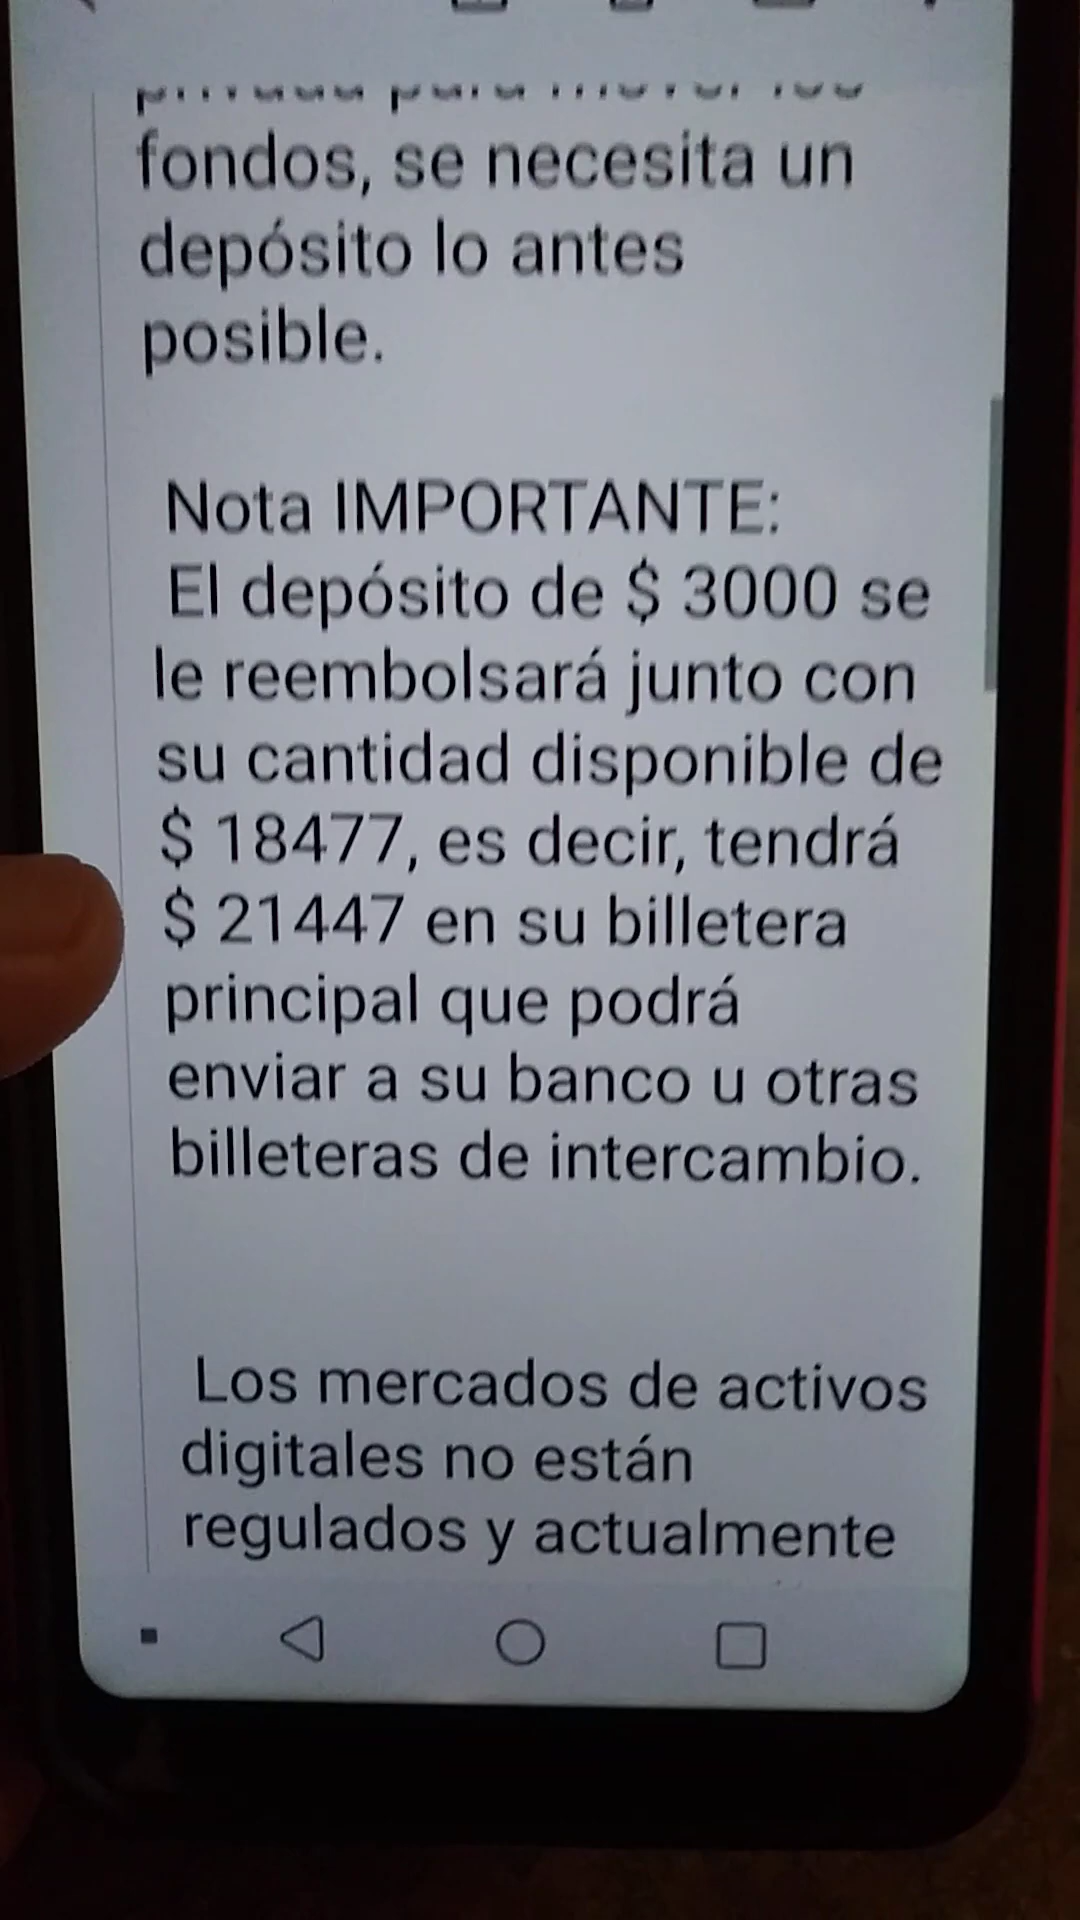 fondos, se necesita un
depósito lo antes
posible.
Nota IMPORTANTE:
El depósito de $ 3000 se
le reembolsará junto con
su cantidad disponible de
$ 18477, es decir, tendrá
$ 21447 en su billetera
principal que podrá
enviar a su banco u otras
billeteras de intercambio.
Los mercados de activos
digitales no están
regulados y actualmente